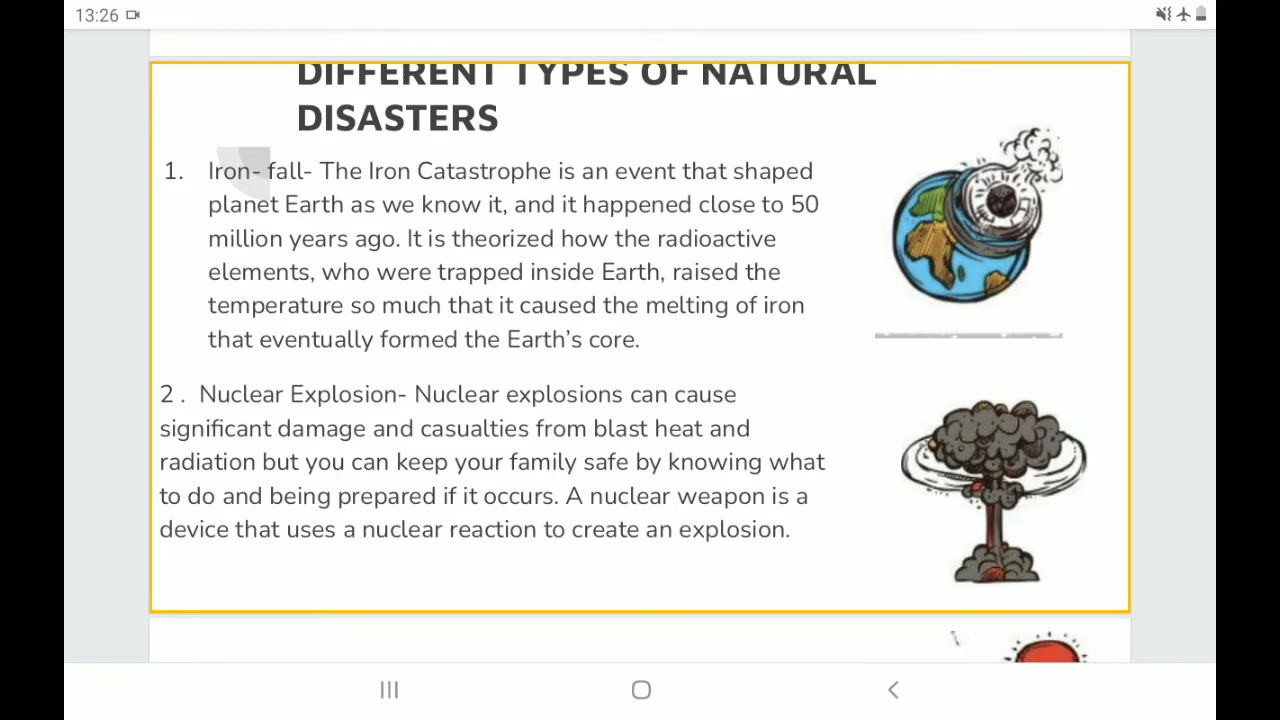 13:26
DIFFERENT TYPES OF NATURAL
DISASTERS
1. Iron- fall- The Iron Catastrophe is an event that shaped
planet Earth as we know it, and it happened close to 50
million years ago. It is theorized how the radioactive
elements, who were trapped inside Earth, raised the
temperature so much that it caused the melting of iron
that eventually formed the Earth’s core.
2 . Nuclear Explosion- Nuclear explosions can cause
significant damage and casualties from blast heat and
radiation but you can keep your family safe by knowing what
to do and being prepared if it occurs. A nuclear weapon is a
device that uses a nuclear reaction to create an explosion.